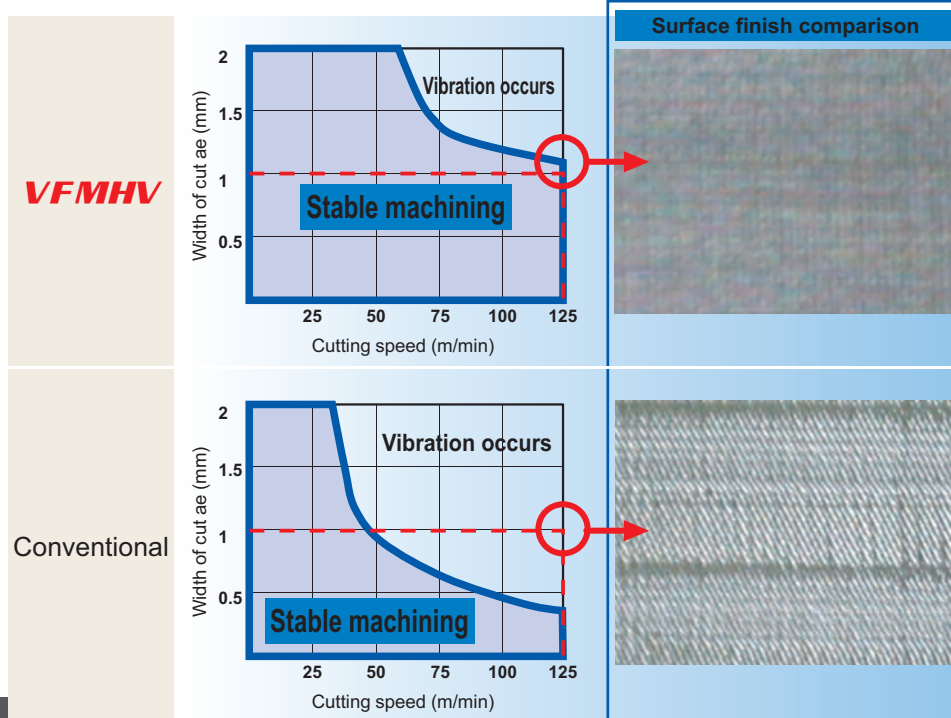 Surface finish comparison
VFMHV
Width of cut ae (mm)
2
1.5
1
0.5
Vibration occurs
Stable machining
25 50 75 100 125
Cutting speed (m/min)
Conventional
Width of cut ae (mm)
2
1.5
1
0.5
Vibration occurs
Stable machining
25 50 75 100 125
Cutting speed (m/min)